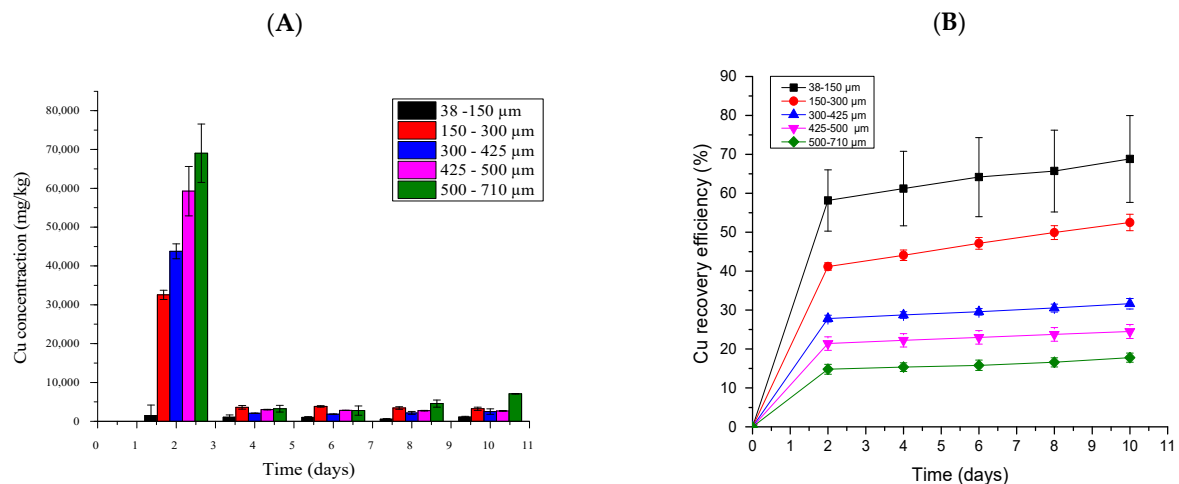 (A)
Cu concentraction (mg/kg)
80,000
70,000
60,000
50,000
40,000
30,000
20,000
10,000
0
0 1 2 3 4 5 6 7 8 9 10 11
Time (days)
38 -150 µm
150 - 300 µm
300 - 425 µm
425 - 500 µm
500 - 710 µm
(B)
Cu recovery efficiency (%)
90
80
70
60
50
40
30
20
10
0
0 1 2 3 4 5 6 7 8 9 10 11
Time (days)
38-150 µm
150-300 µm
300-425 µm
425-500 µm
500-710 µm